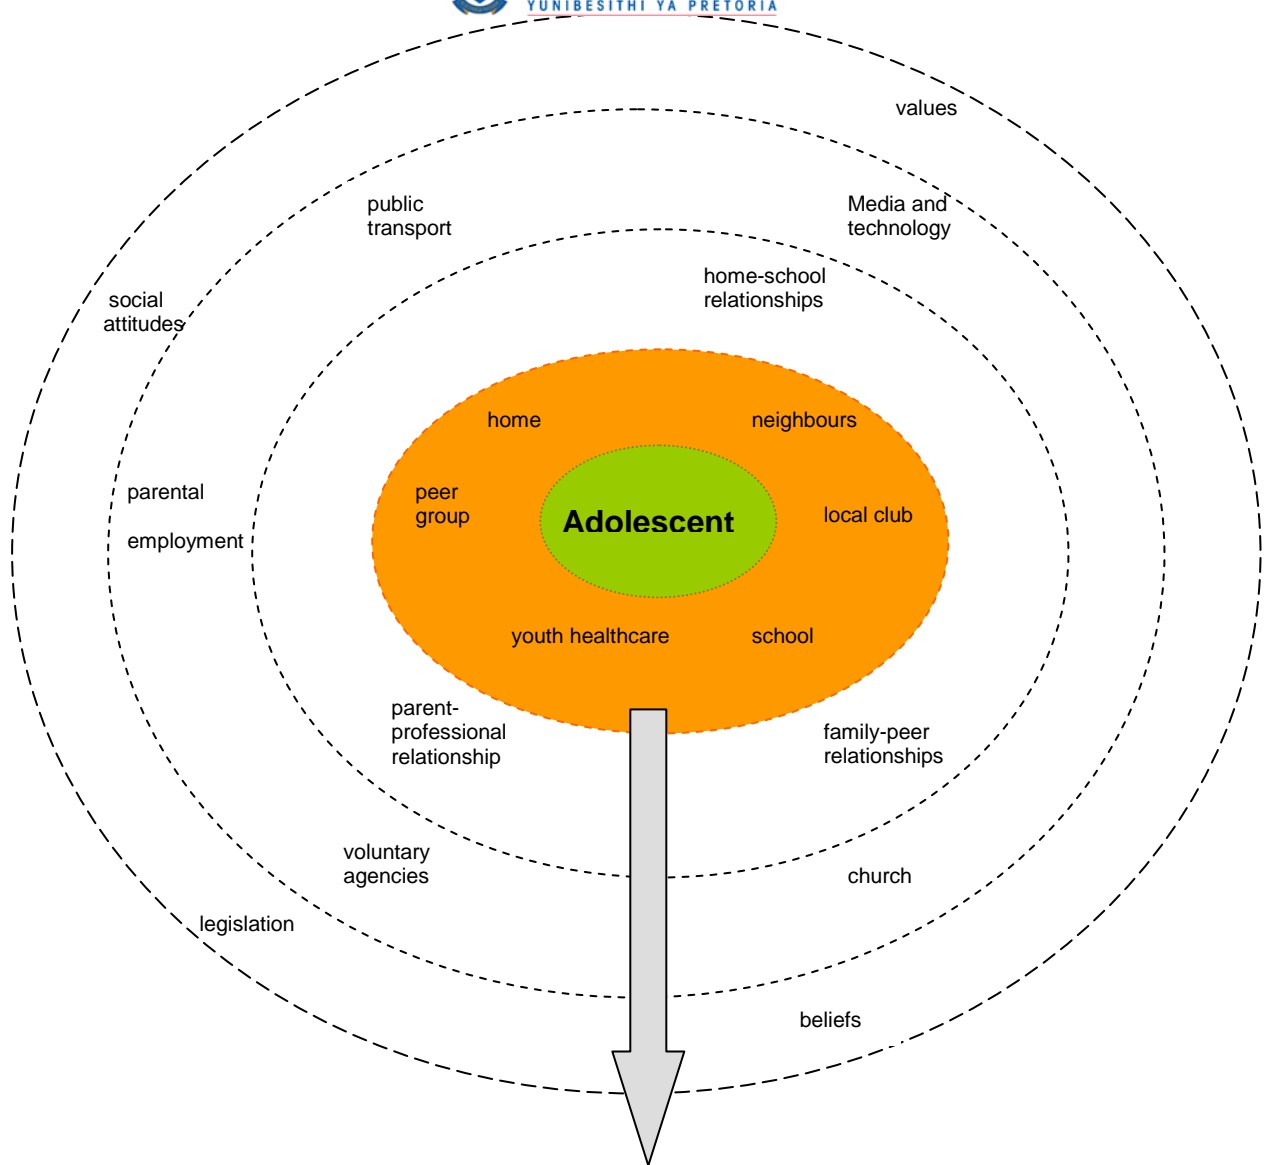 YUNIBESITHI YA PRETORIA
values
public
transport
Media and
technology
home-school
relationships
social
attitudes
home
neighbours
parental
employment
peer
group
Adolescent
local club
youth healthcare
school
parent-
professional
relationship
family-peer
relationships
voluntary
agencies
church
legislation
beliefs